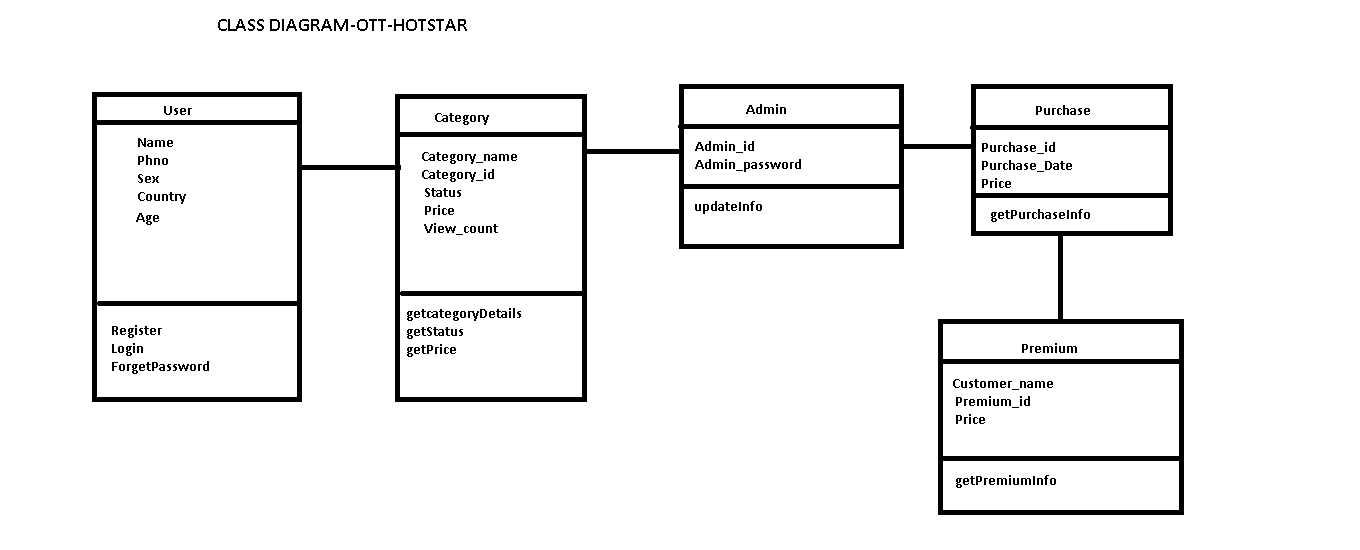 CLASS DIAGRAM-OTT-HOTSTAR
User
Name
Phno
Sex
Country
Age
Register
Login
ForgetPassword
Category
Category_name
Category_id
Status
Price
View_count
getcategoryDetails
getStatus
getPrice
Admin
Admin_id
Admin_password
updateInfo
Purchase
Purchase_id
Purchase_Date
Price
getPurchaseInfo
Premium
Customer_name
Premium_id
Price
getPremiumInfo